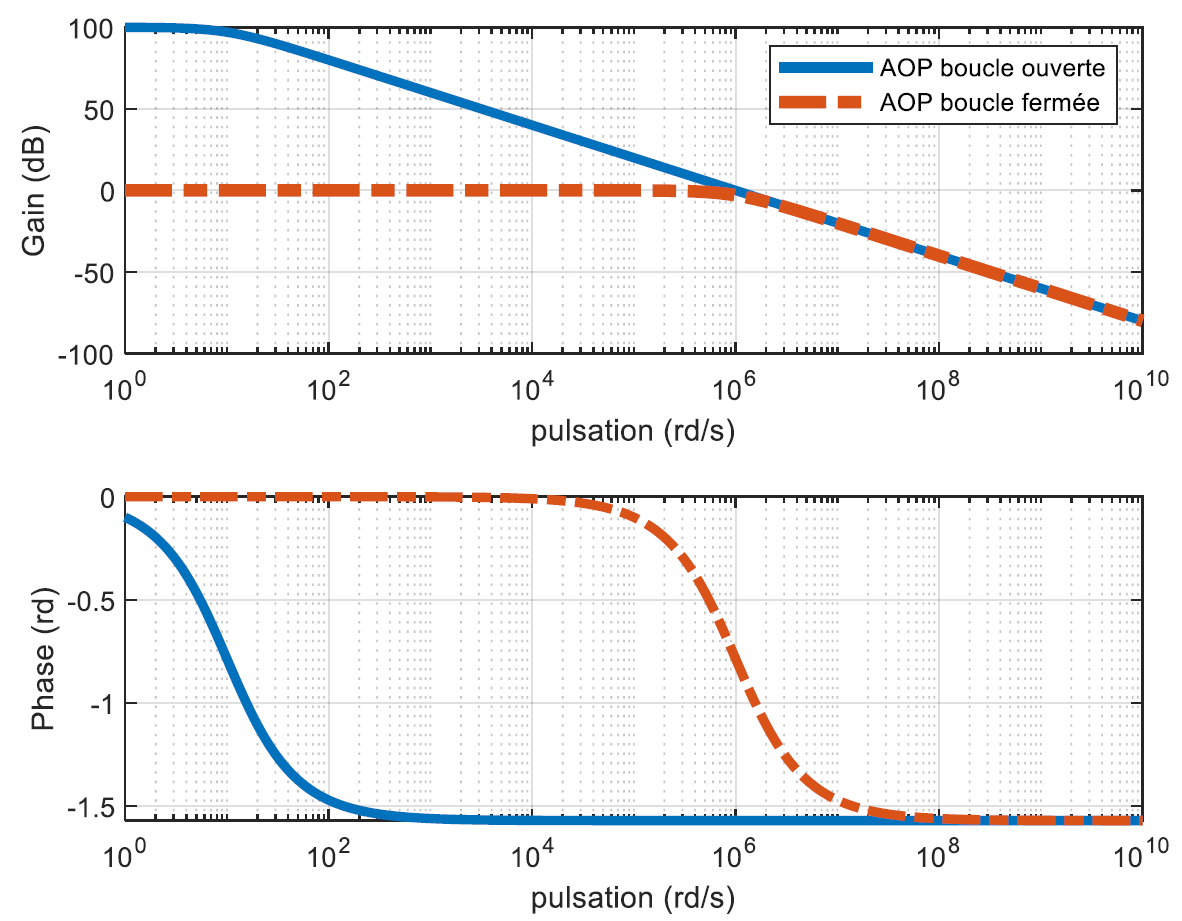 100
50
0
-50
-100
Gain (dB)
AOP boucle ouverte
AOP boucle fermée
10^0 10^2 10^4 10^6 10^8 10^10
pulsation (rd/s)
0
-0.5
-1
-1.5
Phase (rd)
10^0 10^2 10^4 10^6 10^8 10^10
pulsation (rd/s)